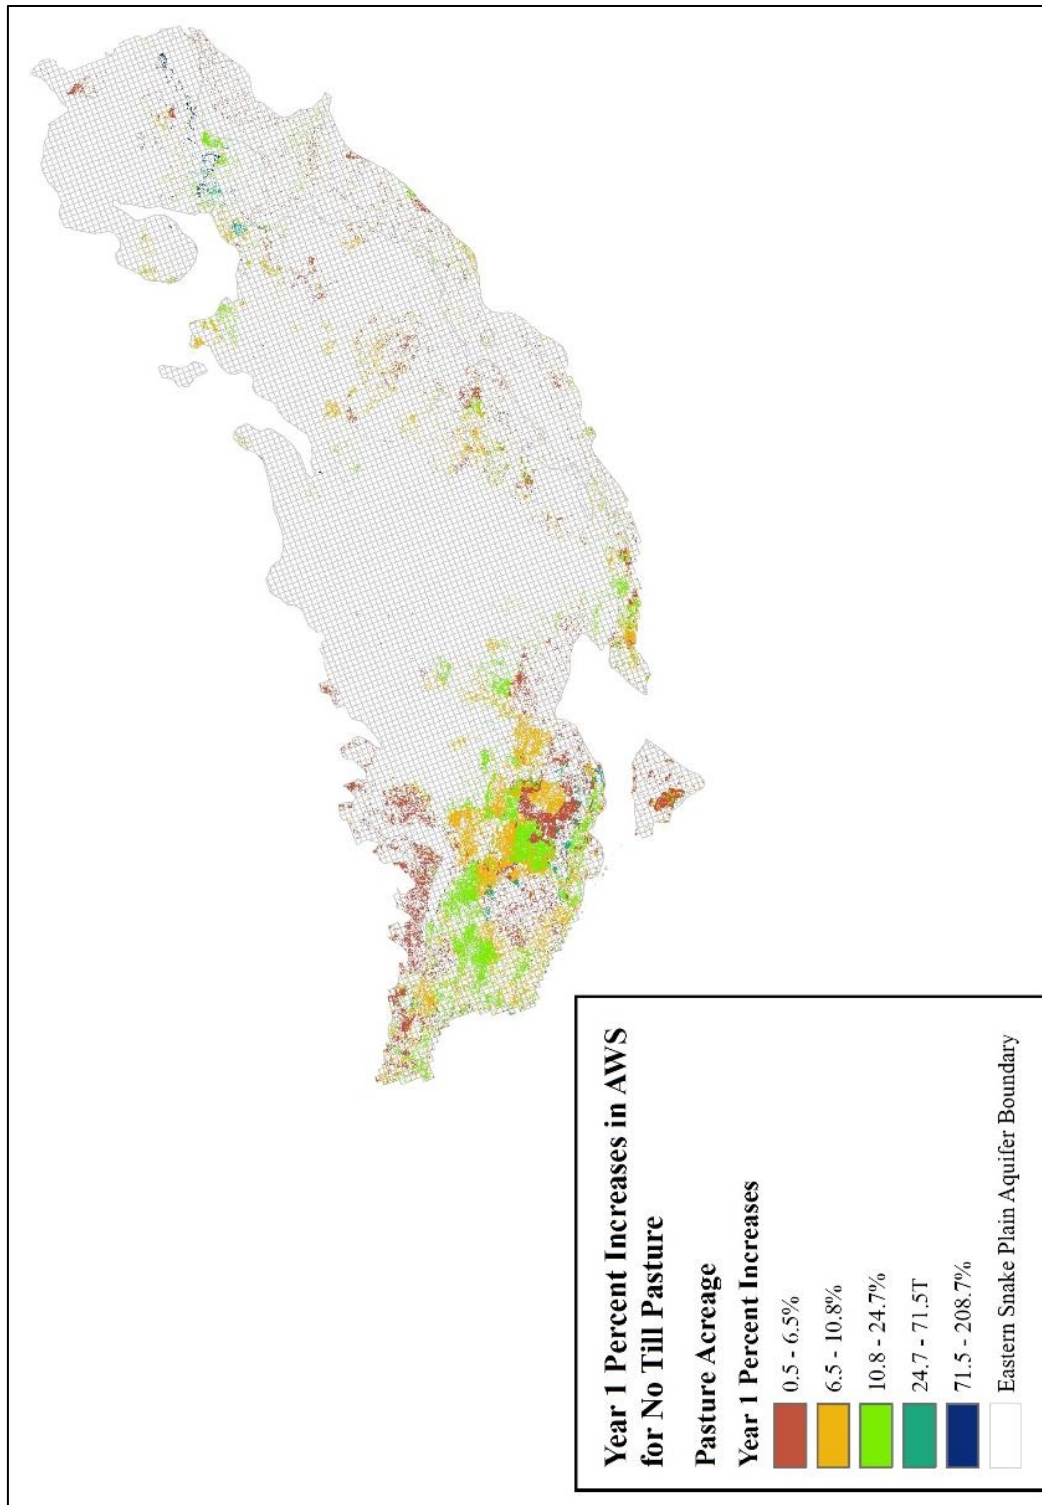 Year 1 Percent Increases in AWS
for No Till Pasture
Pasture Acreage
Year 1 Percent Increases
0.5 - 6.5%
6.5 - 10.8%
10.8 - 24.7%
24.7 - 71.5T
71.5 - 208.7%
Eastern Snake Plain Aquifer Boundary